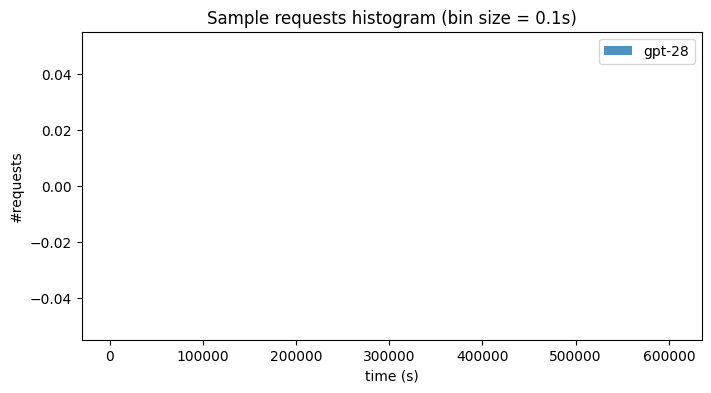 Sample requests histogram (bin size = 0.1s)
gpt-28
0.04
0.02
0.00
−0.02
−0.04
#requests
0 100000 200000 300000 400000 500000 600000
time (s)